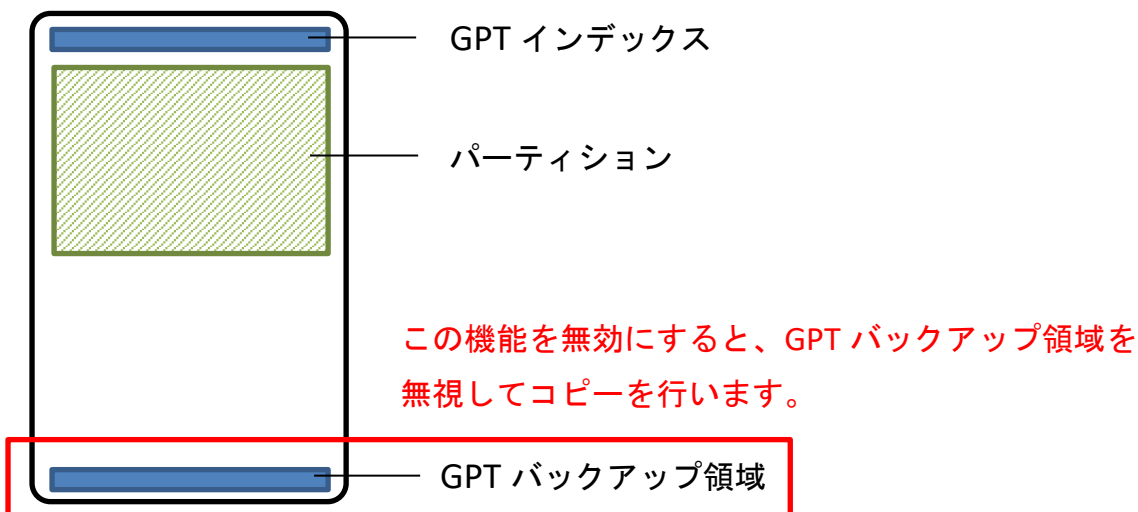 GPT インデックス
パーティション
この機能を無効にすると、GPT バックアップ領域を
無視してコピーを行います。
GPT バックアップ領域